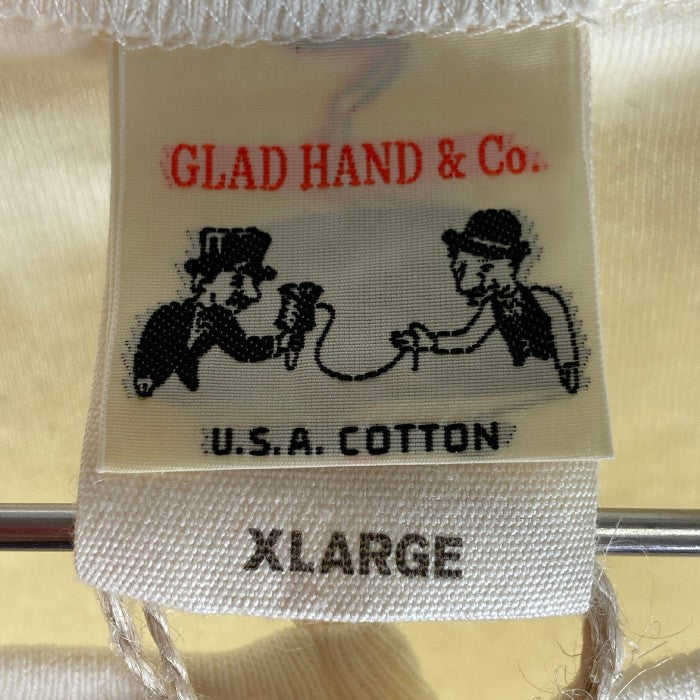 GLAD HAND & Co.
U.S.A. COTTON
XLARGE